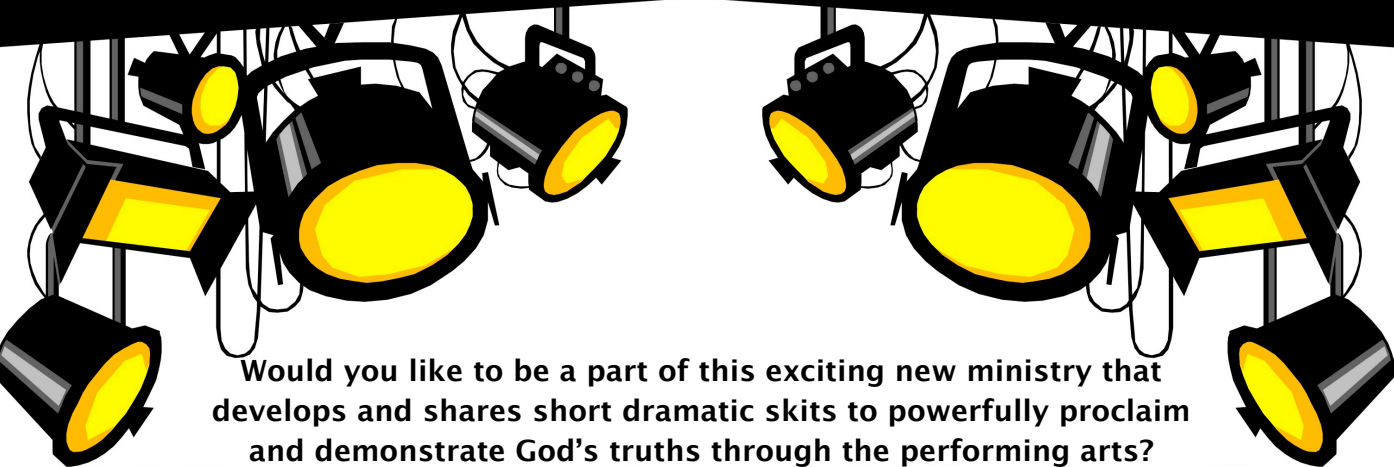 Would you like to be a part of this exciting new ministry that
develops and shares short dramatic skits to powerfully proclaim
and demonstrate God’s truths through the performing arts?